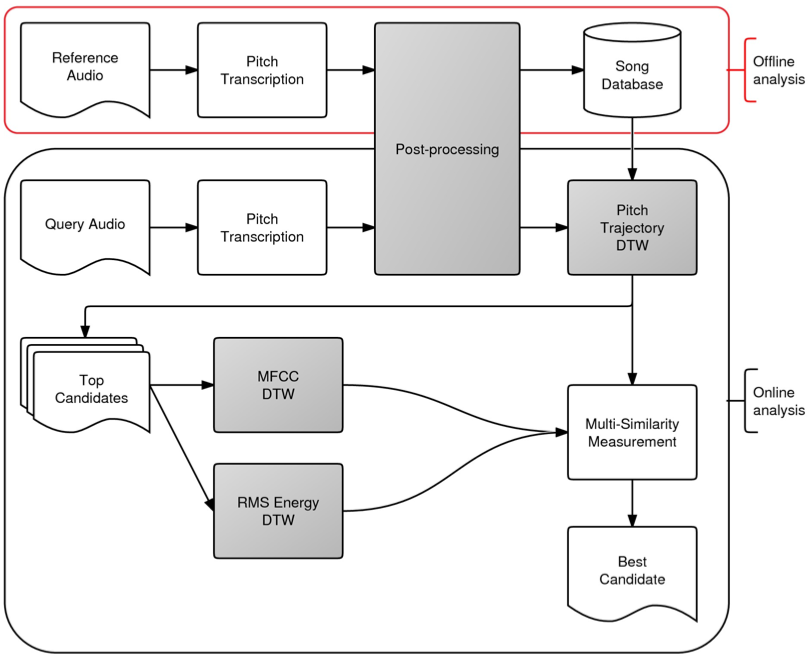 Reference
Audio
Pitch
Transcription
Song
Database
Offline
analysis
Post-processing
Query Audio
Pitch
Transcription
Pitch
Trajectory
DTW
Top
Candidates
MFCC
DTW
Multi-Similarity
Measurement
Online
analysis
RMS Energy
DTW
Best
Candidate